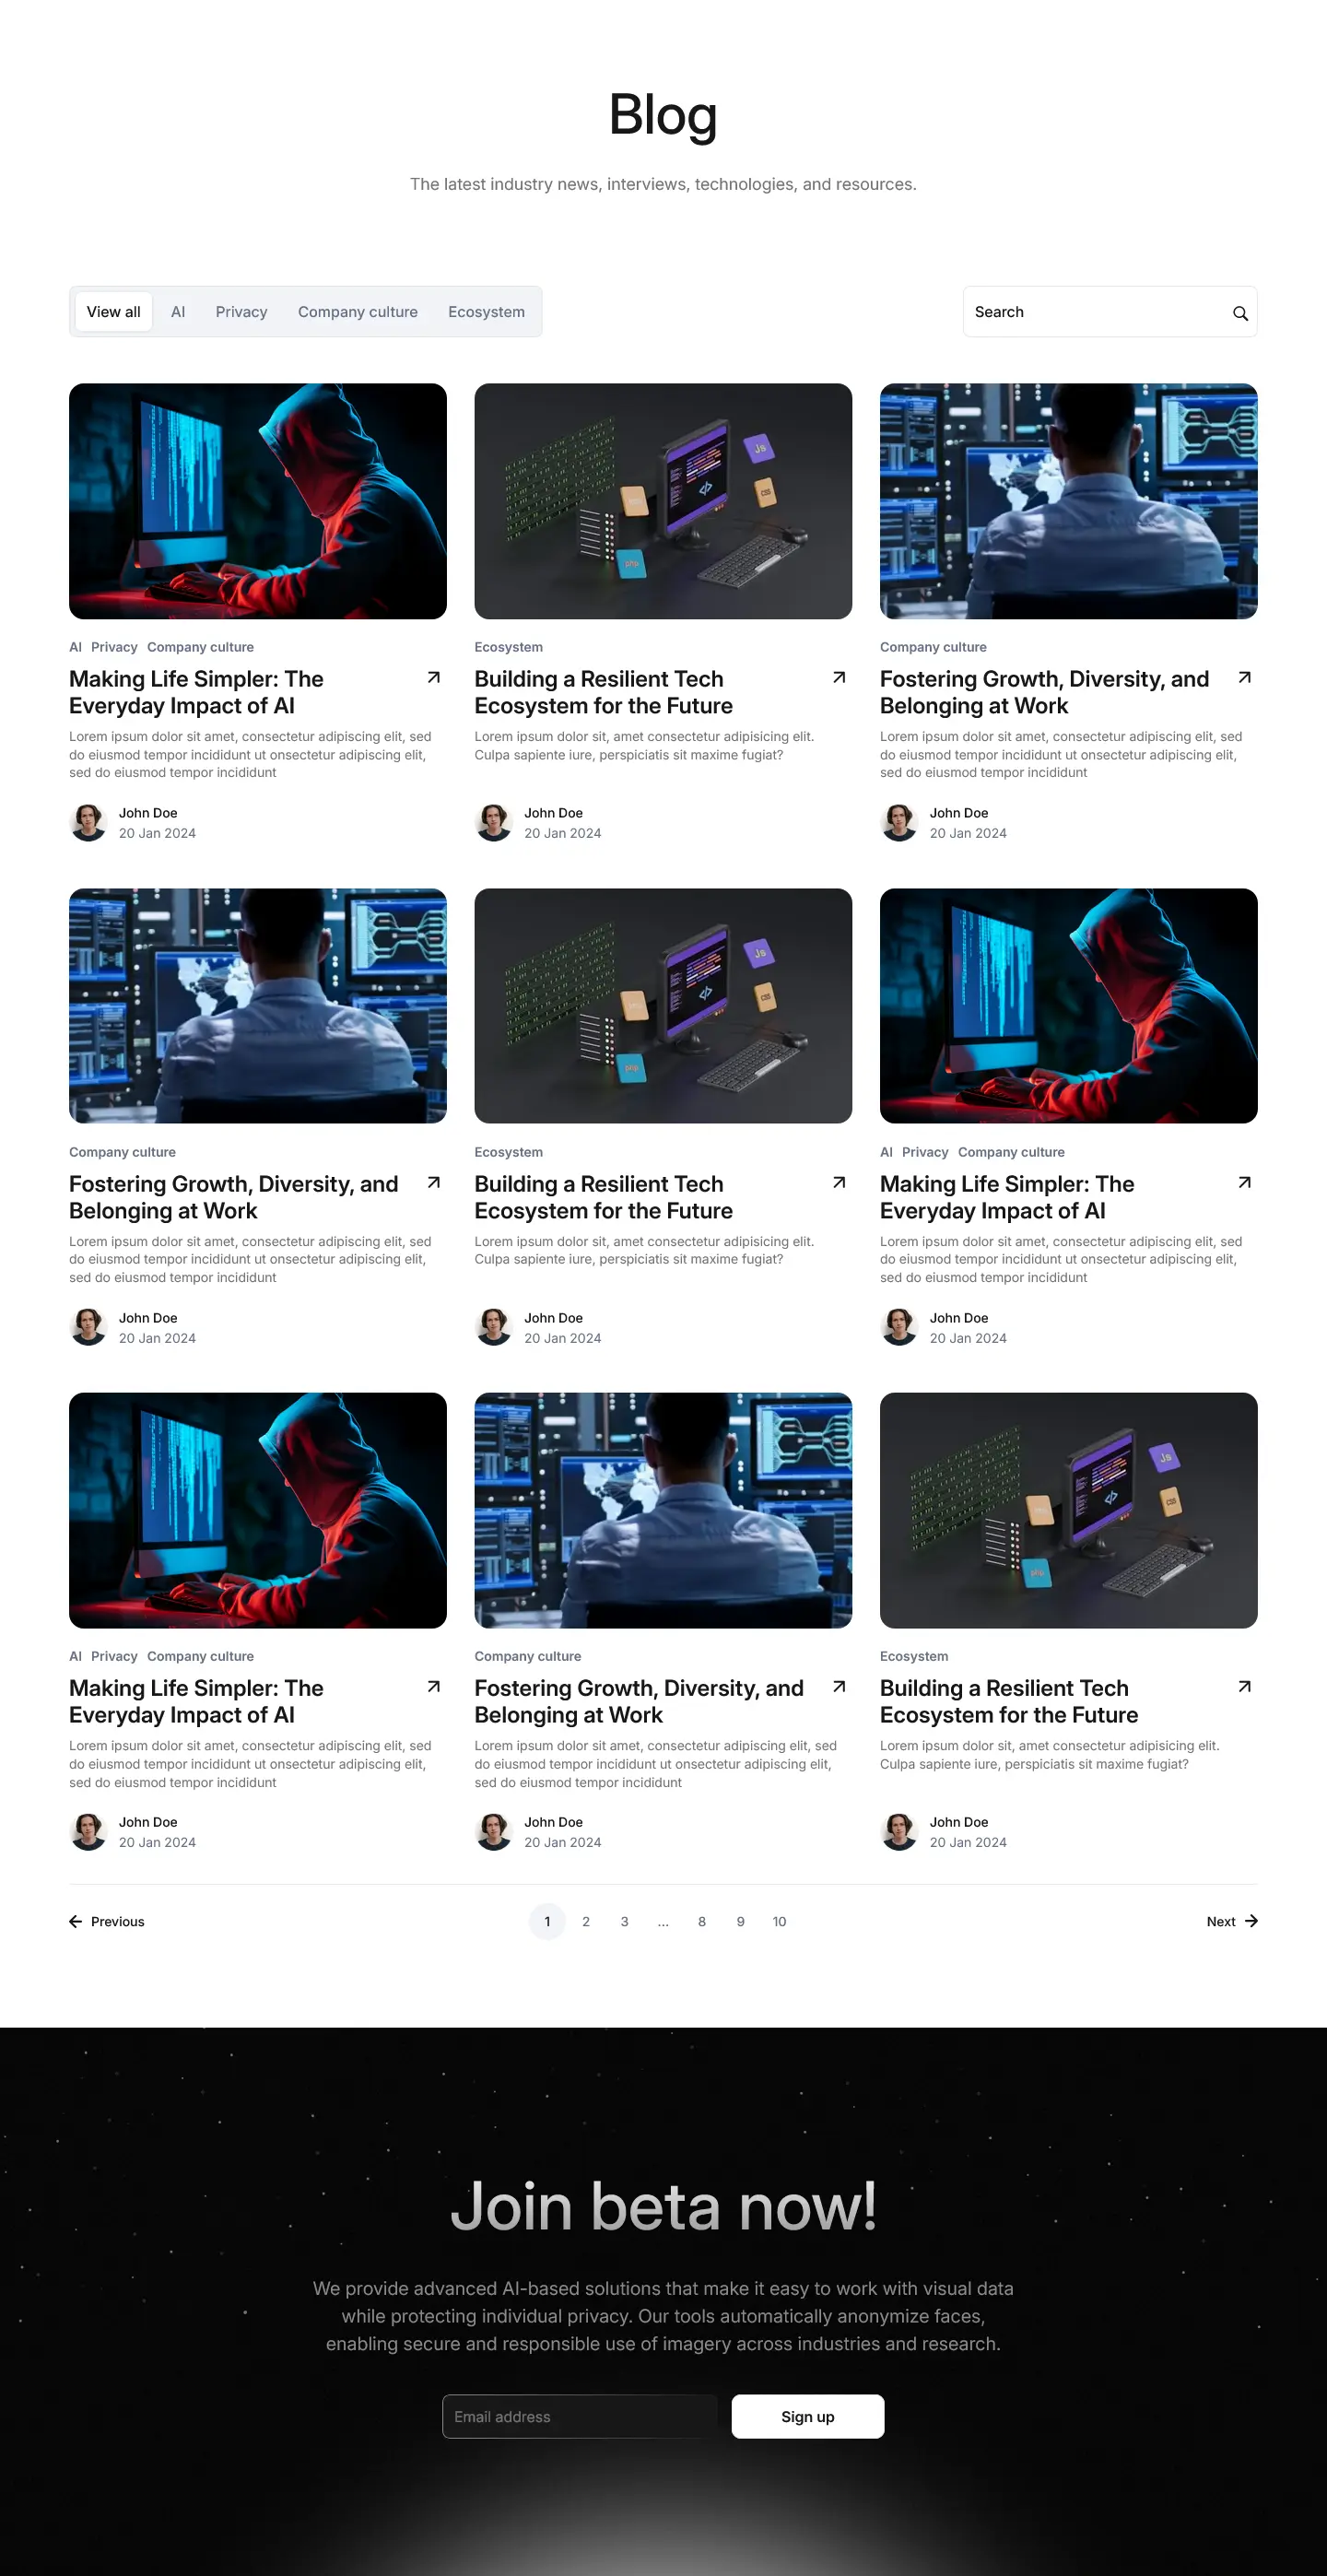 Blog
The latest industry news, interviews, technologies, and resources.
View all AI Privacy Company culture Ecosystem
Search
Js
CSS
php
AI Privacy Company culture
Making Life Simpler: The
Everyday Impact of AI
Lorem ipsum dolor sit amet, consectetur adipiscing elit, sed
do eiusmod tempor incididunt ut onsectetur adipiscing elit,
sed do eiusmod tempor incididunt
John Doe
20 Jan 2024
Ecosystem
Building a Resilient Tech
Ecosystem for the Future
Lorem ipsum dolor sit, amet consectetur adipisicing elit.
Culpa sapiente iure, perspiciatis sit maxime fugiat?
John Doe
20 Jan 2024
Company culture
Fostering Growth, Diversity, and
Belonging at Work
Lorem ipsum dolor sit amet, consectetur adipiscing elit, sed
do eiusmod tempor incididunt ut onsectetur adipiscing elit,
sed do eiusmod tempor incididunt
John Doe
20 Jan 2024
Js
CSS
php
Company culture
Fostering Growth, Diversity, and
Belonging at Work
Lorem ipsum dolor sit amet, consectetur adipiscing elit, sed
do eiusmod tempor incididunt ut onsectetur adipiscing elit,
sed do eiusmod tempor incididunt
John Doe
20 Jan 2024
Ecosystem
Building a Resilient Tech
Ecosystem for the Future
Lorem ipsum dolor sit, amet consectetur adipisicing elit.
Culpa sapiente iure, perspiciatis sit maxime fugiat?
John Doe
20 Jan 2024
AI Privacy Company culture
Making Life Simpler: The
Everyday Impact of AI
Lorem ipsum dolor sit amet, consectetur adipiscing elit, sed
do eiusmod tempor incididunt ut onsectetur adipiscing elit,
sed do eiusmod tempor incididunt
John Doe
20 Jan 2024
Js
CSS
php
AI Privacy Company culture
Making Life Simpler: The
Everyday Impact of AI
Lorem ipsum dolor sit amet, consectetur adipiscing elit, sed
do eiusmod tempor incididunt ut onsectetur adipiscing elit,
sed do eiusmod tempor incididunt
John Doe
20 Jan 2024
Company culture
Fostering Growth, Diversity, and
Belonging at Work
Lorem ipsum dolor sit amet, consectetur adipiscing elit, sed
do eiusmod tempor incididunt ut onsectetur adipiscing elit,
sed do eiusmod tempor incididunt
John Doe
20 Jan 2024
Ecosystem
Building a Resilient Tech
Ecosystem for the Future
Lorem ipsum dolor sit, amet consectetur adipisicing elit.
Culpa sapiente iure, perspiciatis sit maxime fugiat?
John Doe
20 Jan 2024
Previous 1 2 3 ... 8 9 10 Next
Join beta now!
We provide advanced AI-based solutions that make it easy to work with visual data
while protecting individual privacy. Our tools automatically anonymize faces,
enabling secure and responsible use of imagery across industries and research.
Email address Sign up